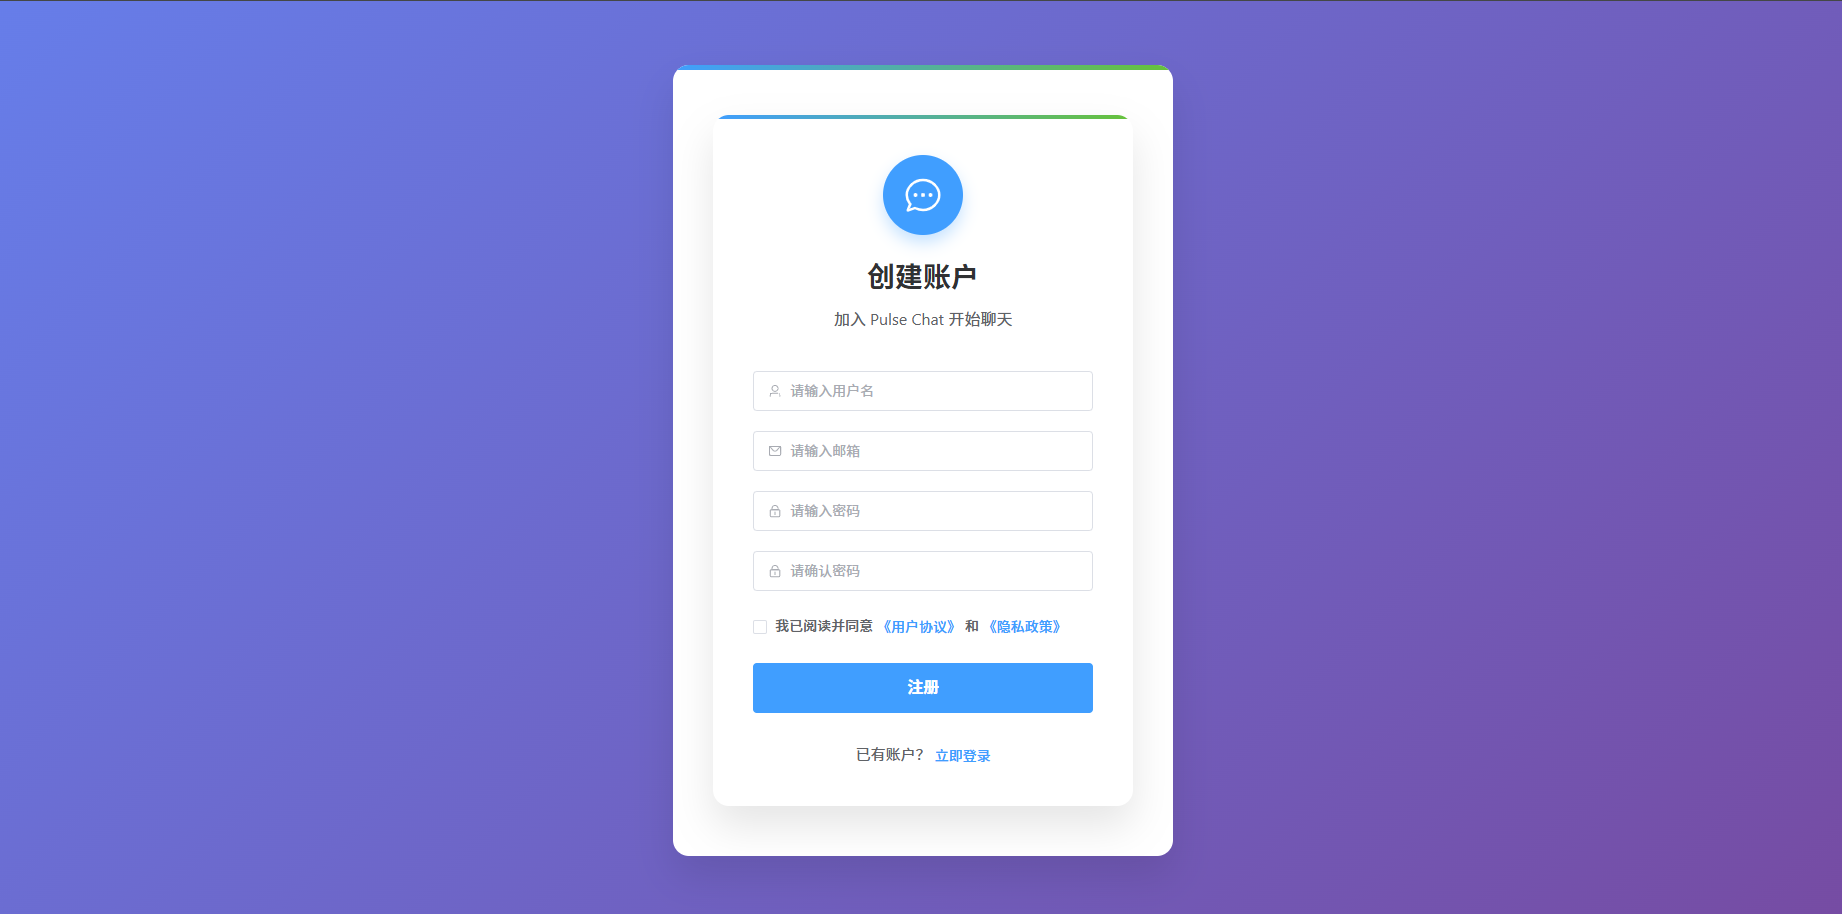 创建账户
加入 Pulse Chat 开始聊天
请输入用户名
请输入邮箱
请输入密码
请确认密码
我已阅读并同意 《用户协议》 和 《隐私政策》
注册
已有账户? 立即登录